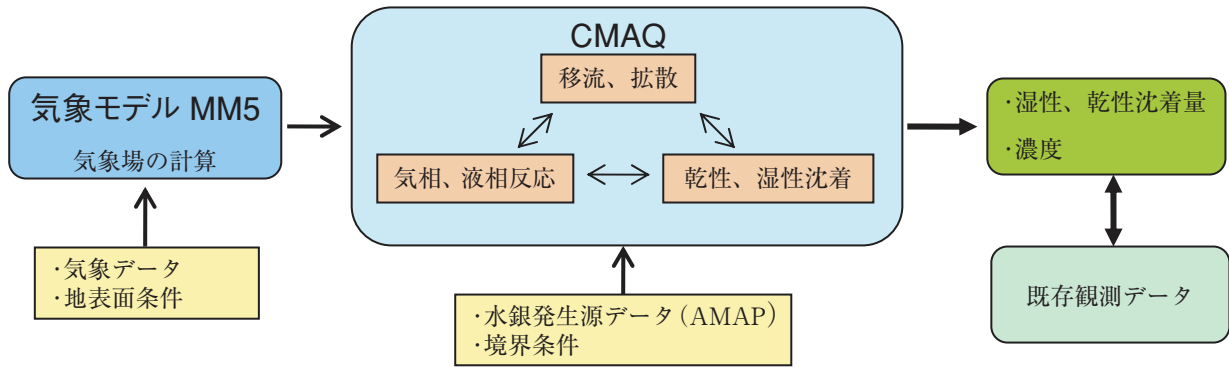 CMAQ
移流、拡散
気相、液相反応
乾性、湿性沈着
気象モデル MM5
気象場の計算
・気象データ
・地表面条件
・水銀発生源データ(AMAP)
・境界条件
・湿性、乾性沈着量
・濃度
既存観測データ